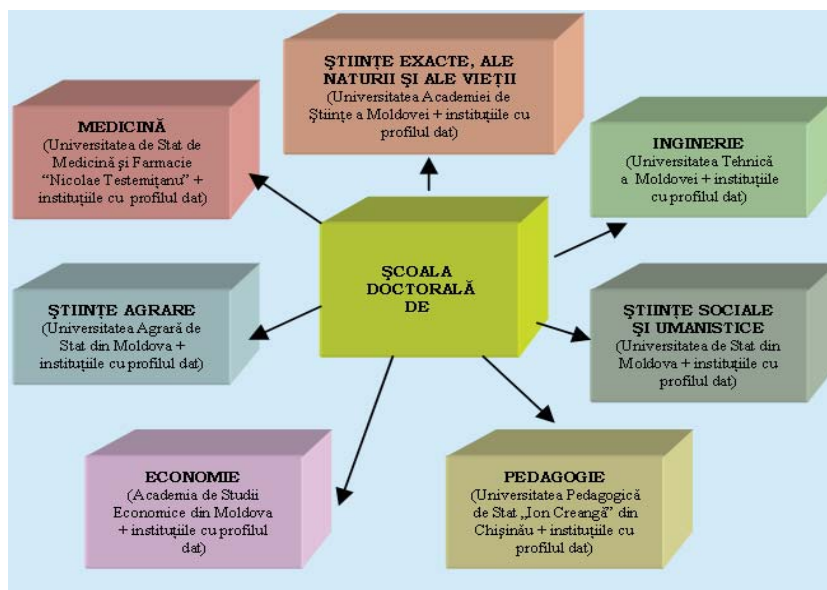 ŞTIINŢE EXACTE, ALE
NATURII ŞI ALE VIEŢII
(Universitatea Academiei de
Ştiinţe a Moldovei + instituţiile cu
profilul dat)
MEDICINĂ
(Universitatea de Stat de
Medicină şi Farmacie
“Nicolae Testemiţanu” +
instituţiile cu profilul dat)
INGINERIE
(Universitatea Tehnică
a Moldovei + instituţiile
cu profilul dat)
ŞCOALA
DOCTORALĂ
DE
ŞTIINŢE AGRARE
(Universitatea Agrară de
Stat din Moldova +
instituţiile cu profilul dat)
ŞTIINŢE SOCIALE
ŞI UMANISTICE
(Universitatea de Stat din
Moldova + instituţiile cu
profilul dat)
ECONOMIE
(Academia de Studii
Economice din Moldova
+ instituţiile cu profilul
dat)
PEDAGOGIE
(Universitatea Pedagogică
de Stat „Ion Creangă” din
Chişinău + instituţiile cu
profilul dat)